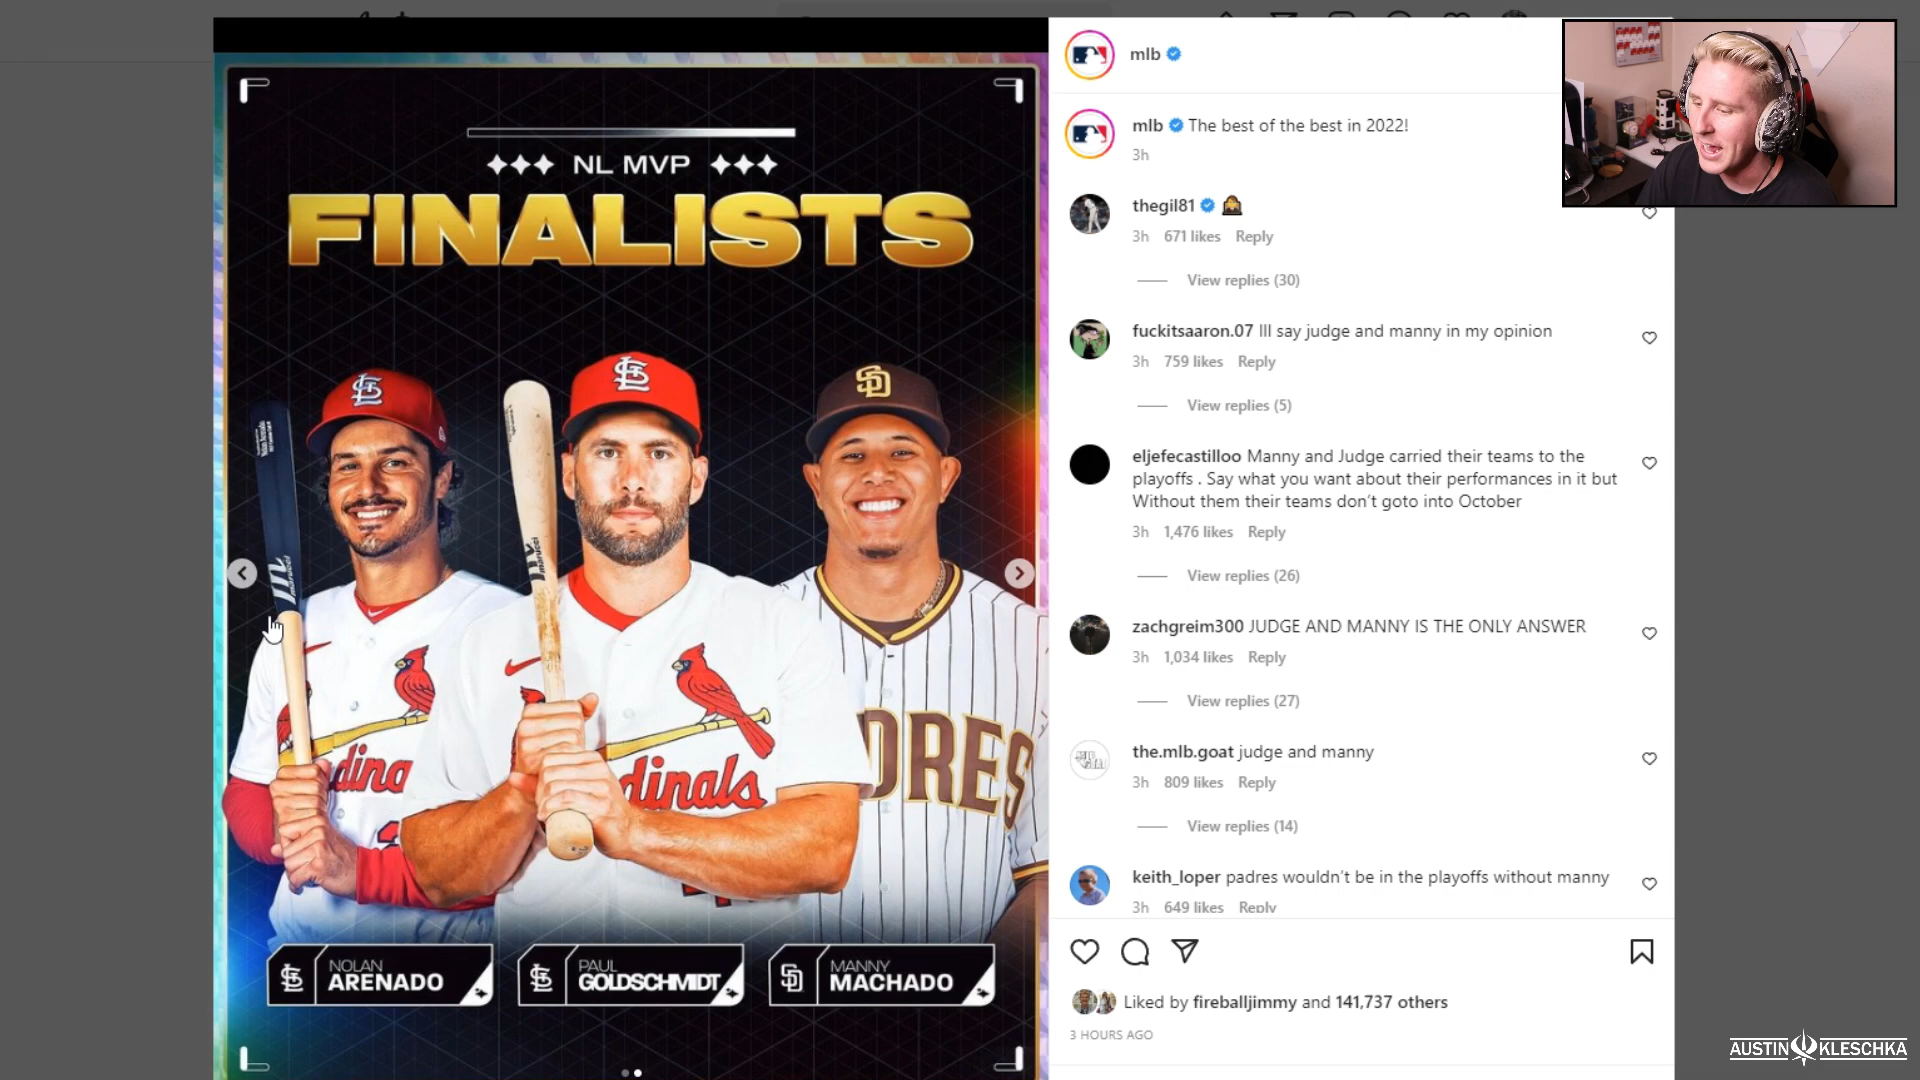 NL MVP
FINALISTS
marucci
marucci
dinals
DRES
NOLAN
ARENADO
PAUL
GOLDSCHMIDT
MANNY
MACHADO
mlb
mlb The best of the best in 2022!
3h
thegil81
3h 671 likes Reply
View replies (30)
fuckitsaaron.07 Ill say judge and manny in my opinion
3h 759 likes Reply
View replies (5)
eljefecastilloo Manny and Judge carried their teams to the
playoffs . Say what you want about their performances in it but
Without them their teams don't goto into October
3h 1,476 likes Reply
View replies (26)
zachgreim300 JUDGE AND MANNY IS THE ONLY ANSWER
3h 1,034 likes Reply
View replies (27)
the.mlb.goat judge and manny
3h 809 likes Reply
View replies (14)
keith_loper padres wouldn't be in the playoffs without manny
3h 649 likes Reply
Liked by fireballjimmy and 141,737 others
3 HOURS AGO
AUSTIN KLESCHKA